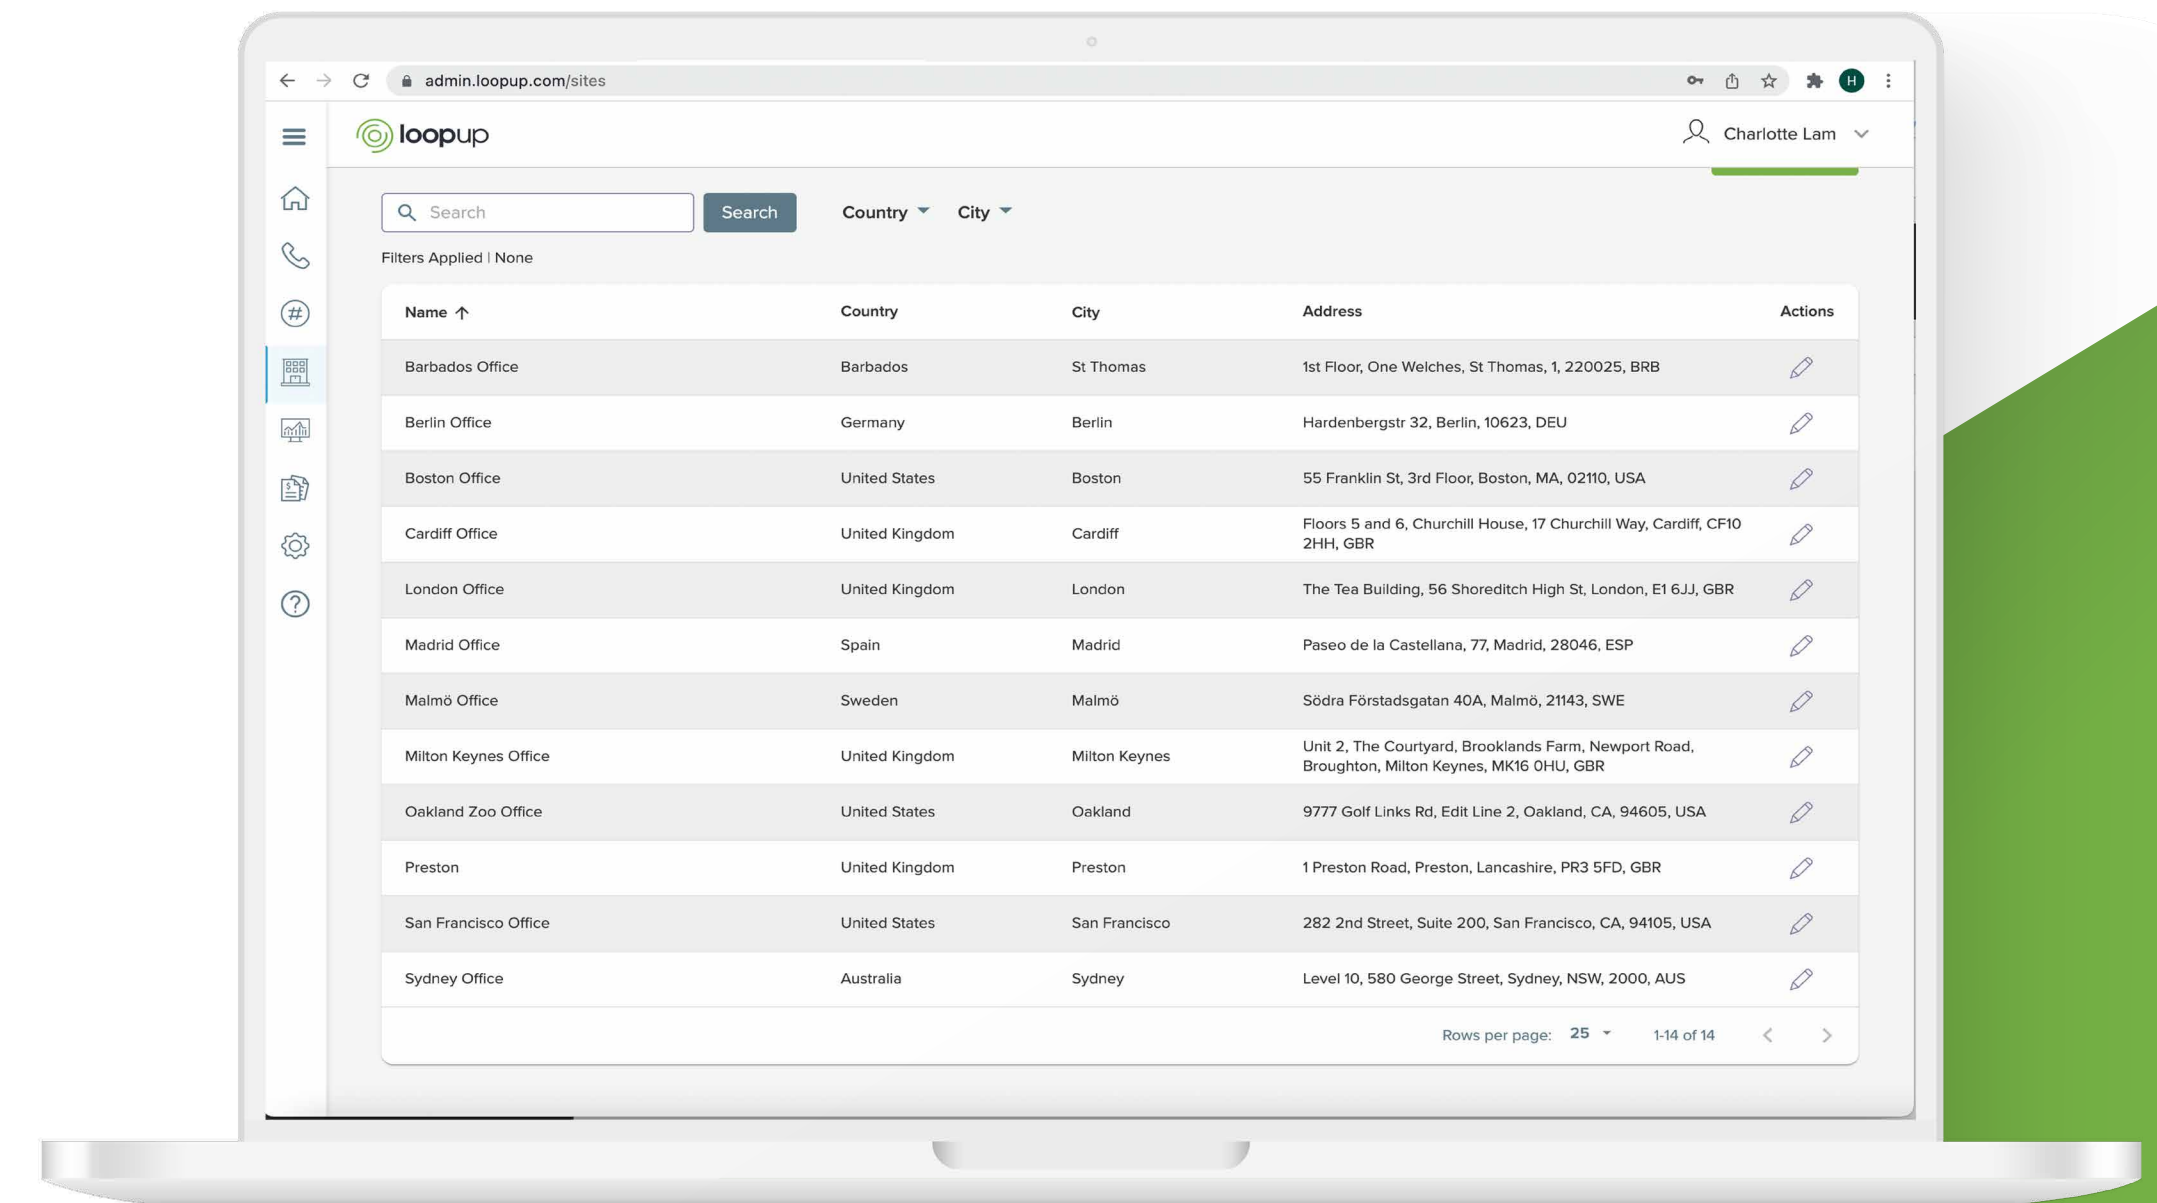 admin.loopup.com/sites
H
loopup
Charlotte Lam
Search
Search
Country
City
Filters Applied | None
Name Country City Address Actions
Barbados Office Barbados St Thomas 1st Floor, One Welches, St Thomas, 1, 220025, BRB
Berlin Office Germany Berlin Hardenbergstr 32, Berlin, 10623, DEU
Boston Office United States Boston 55 Franklin St, 3rd Floor, Boston, MA, 02110, USA
Cardiff Office United Kingdom Cardiff Floors 5 and 6, Churchill House, 17 Churchill Way, Cardiff, CF10
2HH, GBR
London Office United Kingdom London The Tea Building, 56 Shoreditch High St, London, E1 6JJ, GBR
Madrid Office Spain Madrid Paseo de la Castellana, 77, Madrid, 28046, ESP
Malmö Office Sweden Malmö Södra Förstadsgatan 40A, Malmö, 21143, SWE
Milton Keynes Office United Kingdom Milton Keynes Unit 2, The Courtyard, Brooklands Farm, Newport Road,
Broughton, Milton Keynes, MK16 0HU, GBR
Oakland Zoo Office United States Oakland 9777 Golf Links Rd, Edit Line 2, Oakland, CA, 94605, USA
Preston United Kingdom Preston 1 Preston Road, Preston, Lancashire, PR3 5FD, GBR
San Francisco Office United States San Francisco 282 2nd Street, Suite 200, San Francisco, CA, 94105, USA
Sydney Office Australia Sydney Level 10, 580 George Street, Sydney, NSW, 2000, AUS
Rows per page: 25 1-14 of 14